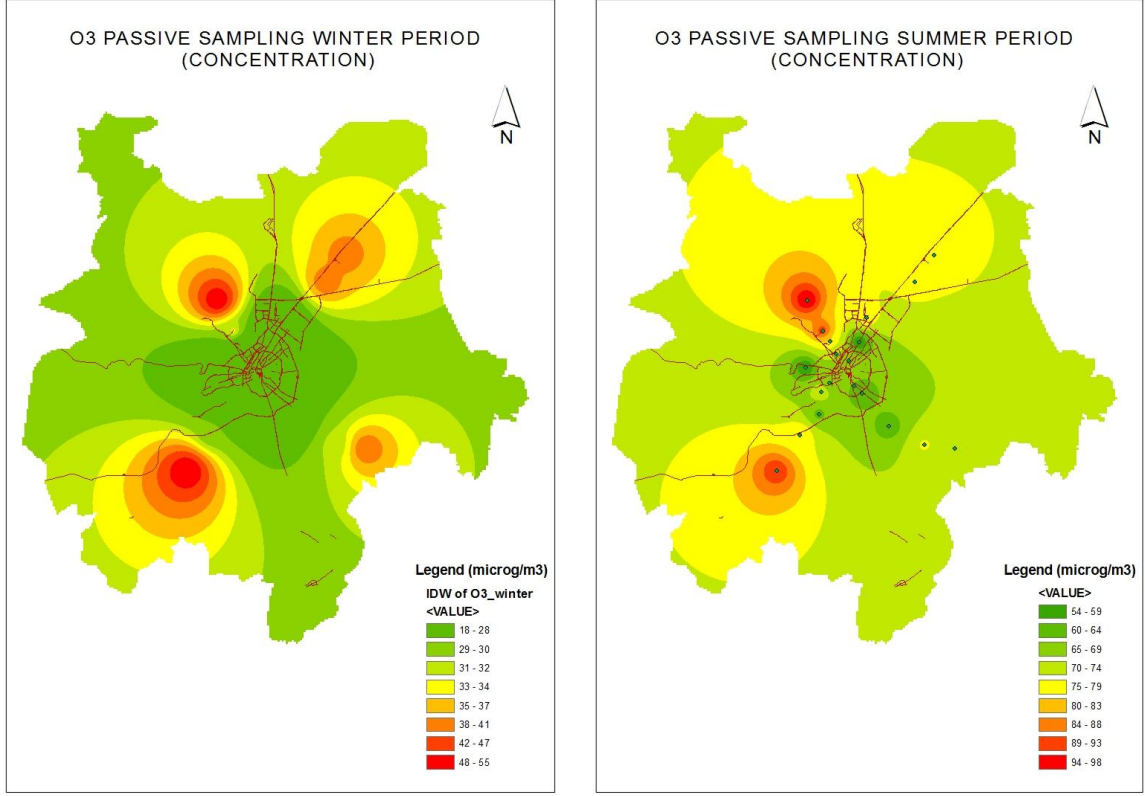 O3 PASSIVE SAMPLING WINTER PERIOD
(CONCENTRATION)
N
Legend (microg/m3)
IDW of O3_winter
<VALUE>
18 - 28
29 - 30
31 - 32
33 - 34
35 - 37
38 - 41
42 - 47
48 - 55
O3 PASSIVE SAMPLING SUMMER PERIOD
(CONCENTRATION)
N
Legend (microg/m3)
<VALUE>
54 - 59
60 - 64
65 - 69
70 - 74
75 - 79
80 - 83
84 - 88
89 - 93
94 - 98